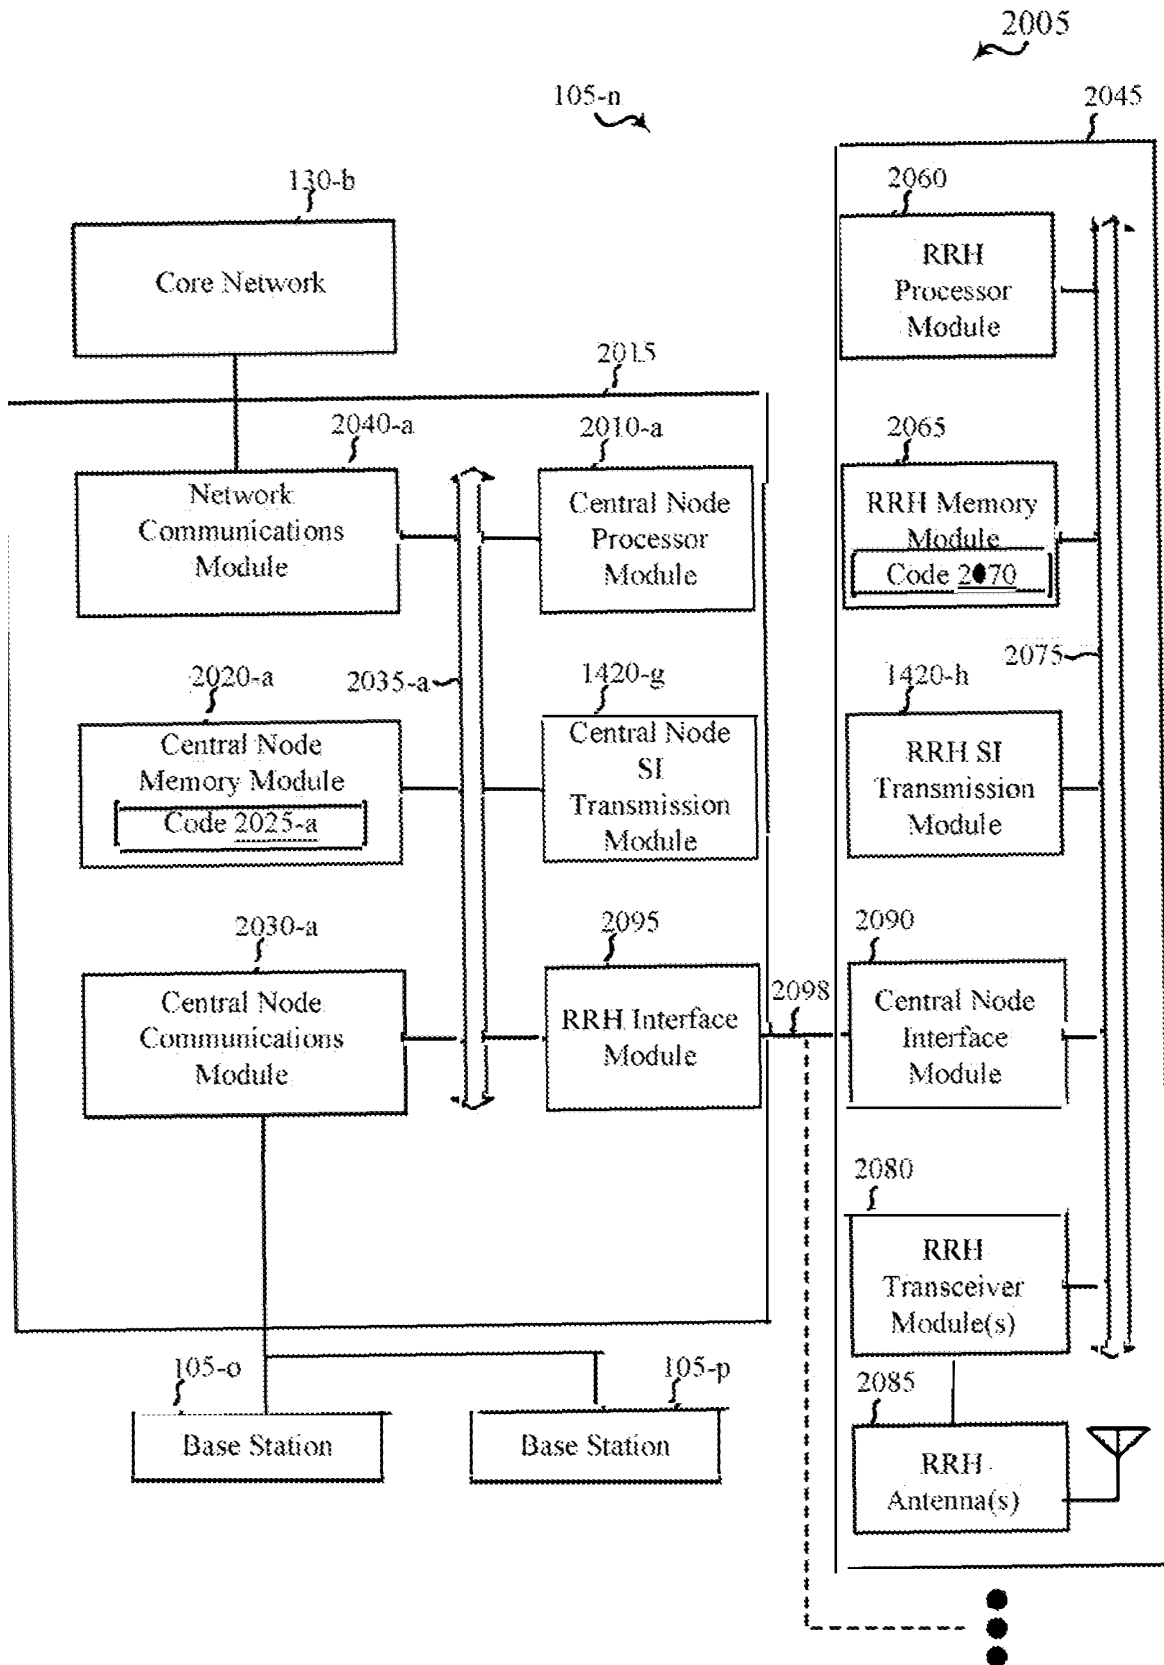 2005
105-n
2045
130-b
Core Network
2060
RRH
Processor
Module
2015
2040-a
Network
Communications
Module
2010-a
Central Node
Processor
Module
2065
RRH Memory
Module
Code 2070
2020-a
Central Node
Memory Module
Code 2025-a
2035-a
1420-g
Central Node
SI
Transmission
Module
1420-h
RRH SI
Transmission
Module
2075
2030-a
Central Node
Communications
Module
2095
RRH Interface
Module
2098
2090
Central Node
Interface
Module
2080
RRH
Transceiver
Module(s)
105-o
Base Station
105-p
Base Station
2085
RRH
Antenna(s)